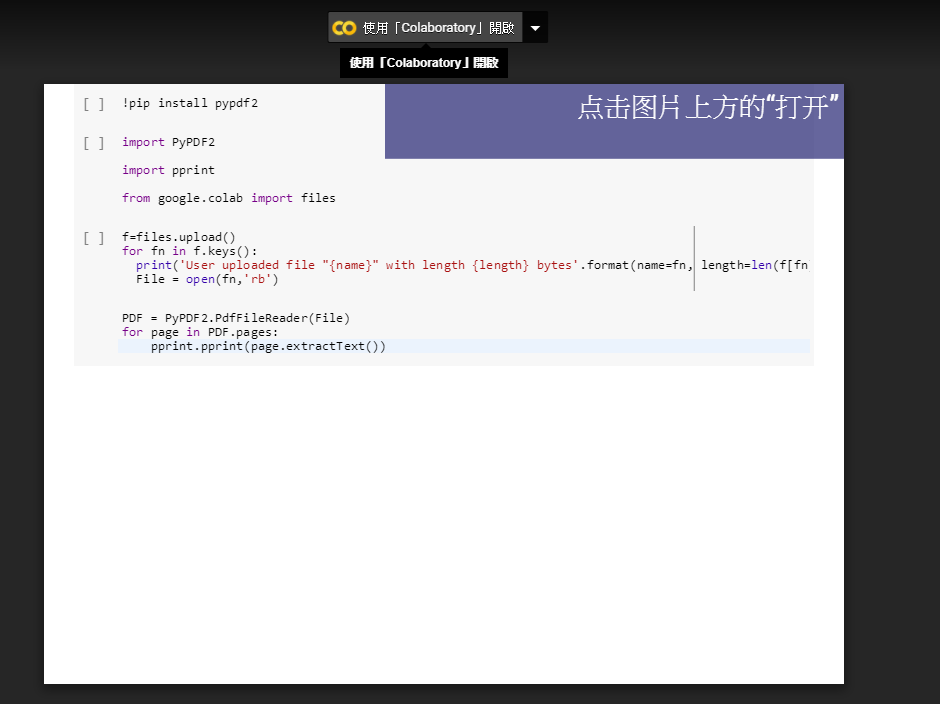 使用「Colaboratory」開啟
使用「Colaboratory」開啟
点击图片上方的“打开”
[ ] !pip install pypdf2
[ ] import PyPDF2
import pprint
from google.colab import files
[ ] f=files.upload()
for fn in f.keys():
  print('User uploaded file "{name}" with length {length} bytes'.format(name=fn, length=len(f[fn
  File = open(fn,'rb')
PDF = PyPDF2.PdfFileReader(File)
for page in PDF.pages:
    pprint.pprint(page.extractText())